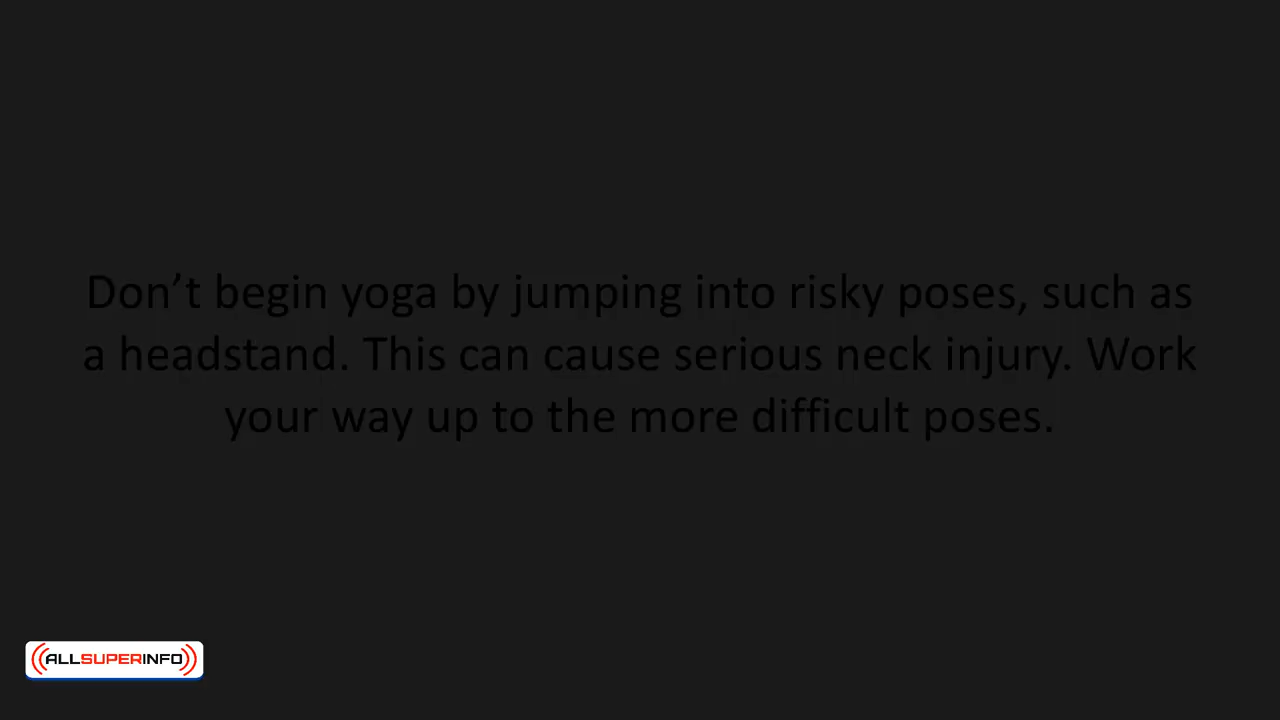 Don’t begin yoga by jumping into risky poses, such as
a headstand. This can cause serious neck injury. Work
your way up to the more difficult poses.
ALLSUPERINFO